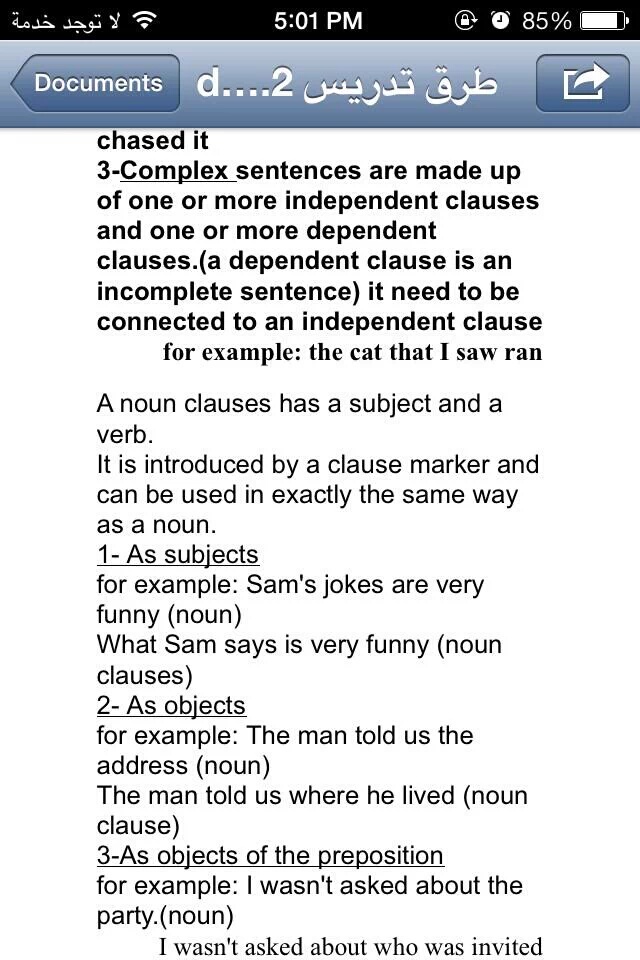 لا توجد خدمة 5:01 PM 85%
Documents طرق تدريس 2....d
chased it
3-Complex sentences are made up
of one or more independent clauses
and one or more dependent
clauses.(a dependent clause is an
incomplete sentence) it need to be
connected to an independent clause
for example: the cat that I saw ran
A noun clauses has a subject and a
verb.
It is introduced by a clause marker and
can be used in exactly the same way
as a noun.
1- As subjects
for example: Sam's jokes are very
funny (noun)
What Sam says is very funny (noun
clauses)
2- As objects
for example: The man told us the
address (noun)
The man told us where he lived (noun
clause)
3-As objects of the preposition
for example: I wasn't asked about the
party.(noun)
I wasn't asked about who was invited